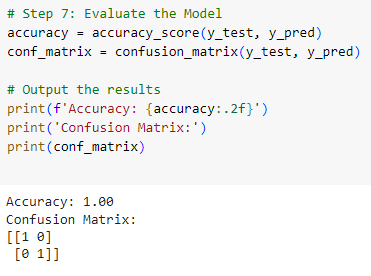 # Step 7: Evaluate the Model
accuracy = accuracy_score(y_test, y_pred)
conf_matrix = confusion_matrix(y_test, y_pred)
# Output the results
print(f'Accuracy: {accuracy:.2f}')
print('Confusion Matrix:')
print(conf_matrix)
Accuracy: 1.00
Confusion Matrix:
[[1 0]
 [0 1]]